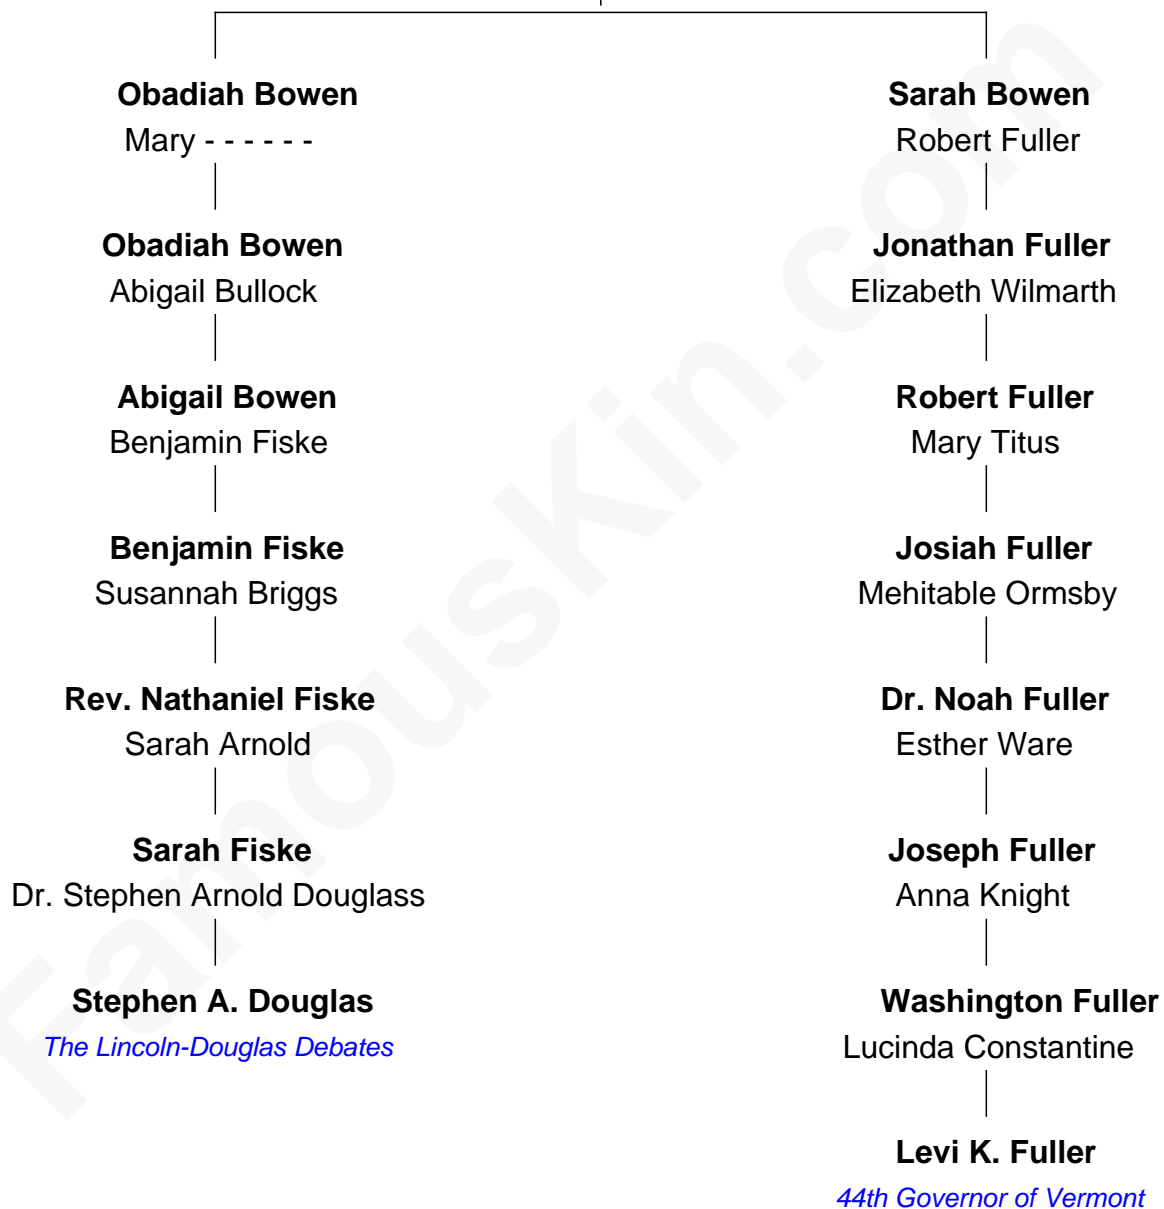 Obadiah Bowen
Mary - - - - - -
Obadiah Bowen
Abigail Bullock
Abigail Bowen
Benjamin Fiske
Benjamin Fiske
Susannah Briggs
Rev. Nathaniel Fiske
Sarah Arnold
Sarah Fiske
Dr. Stephen Arnold Douglass
Stephen A. Douglas
The Lincoln-Douglas Debates
Sarah Bowen
Robert Fuller
Jonathan Fuller
Elizabeth Wilmarth
Robert Fuller
Mary Titus
Josiah Fuller
Mehitable Ormsby
Dr. Noah Fuller
Esther Ware
Joseph Fuller
Anna Knight
Washington Fuller
Lucinda Constantine
Levi K. Fuller
44th Governor of Vermont
FamousKin.com